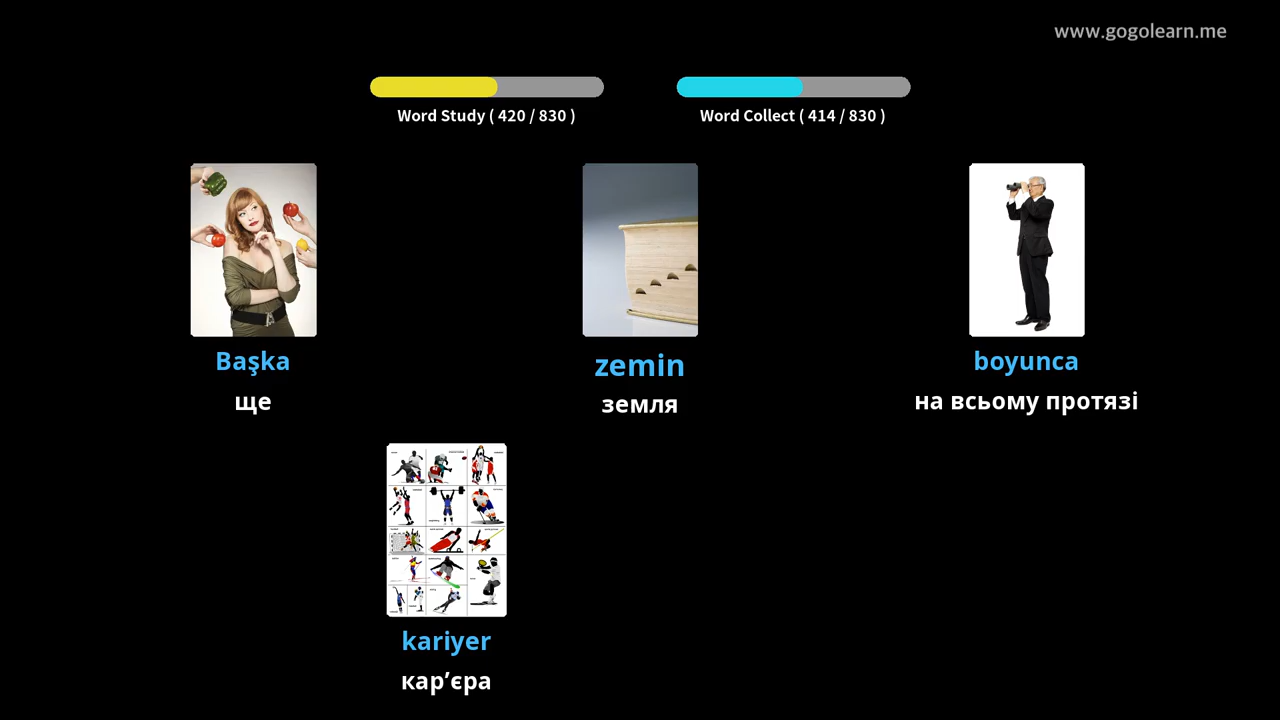 www.gogolearn.me
Word Study ( 420 / 830 )
Word Collect ( 414 / 830 )
Başka
ще
zemin
земля
boyunca
на всьому протязі
kariyer
кар’єра